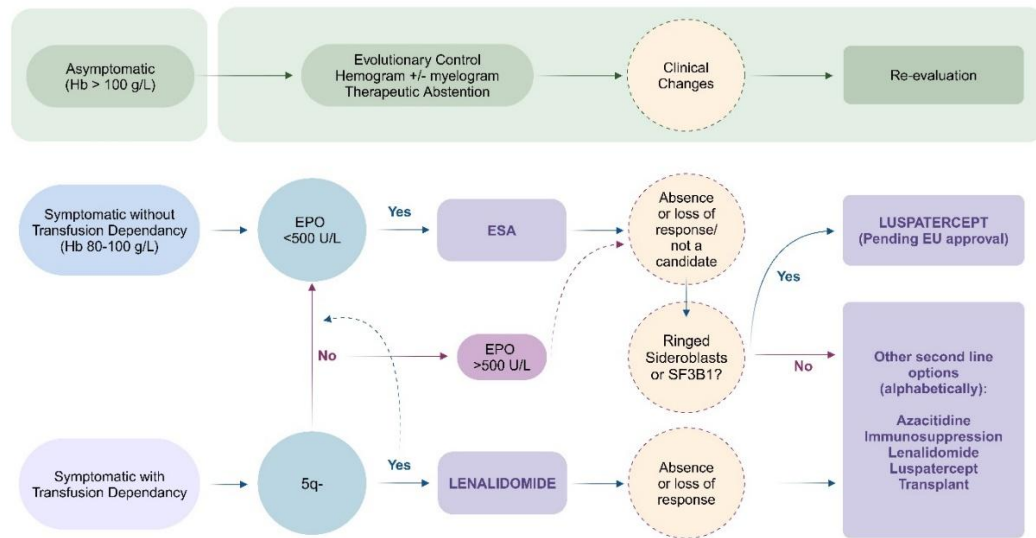 Asymptomatic
(Hb > 100 g/L)
Evolutionary Control
Hemogram +/- myelogram
Therapeutic Abstention
Clinical
Changes
Re-evaluation
Symptomatic without
Transfusion Dependancy
(Hb 80-100 g/L)
EPO
<500 U/L
Yes
ESA
Absence
or loss of
response/
not a
candidate
LUSPATERCEPT
(Pending EU approval)
Yes
No
EPO
>500 U/L
Ringed
Sideroblasts
or SF3B1?
No
Other second line
options
(alphabetically):
Azacitidine
Immunosuppression
Lenalidomide
Luspatercept
Transplant
Symptomatic with
Transfusion Dependancy
5q-
Yes
LENALIDOMIDE
Absence
or loss of
response